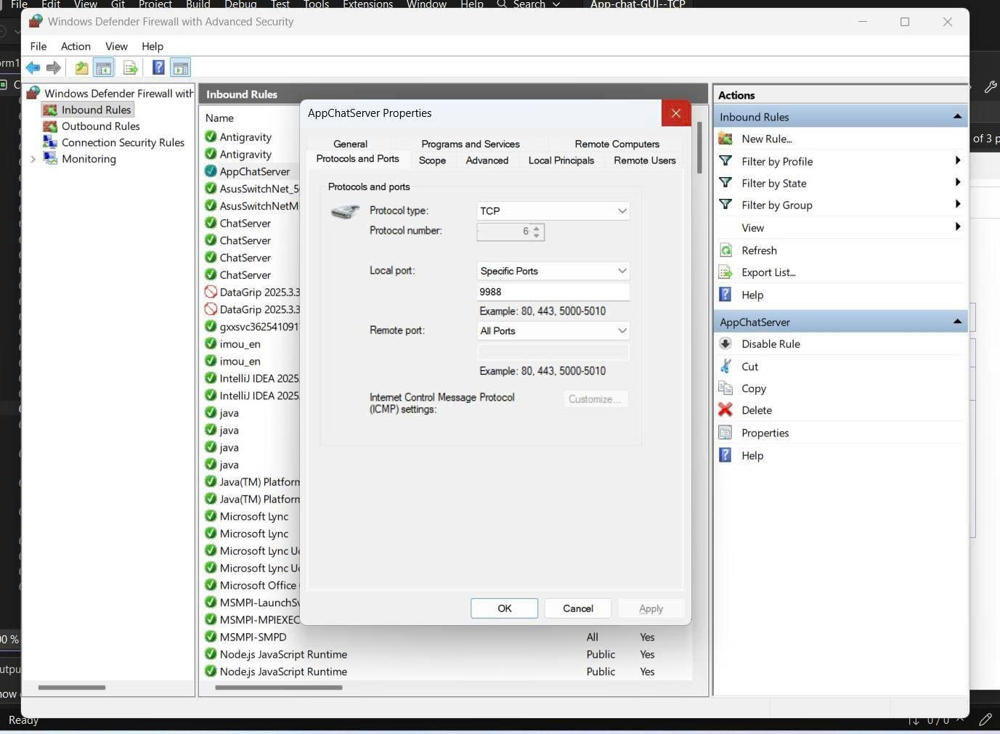 File Edit View Git Project Build Debug Test Tools Extensions Window Help Search App-chat-GUI--TCP
Windows Defender Firewall with Advanced Security
File Action View Help
Windows Defender Firewall with
Inbound Rules
Outbound Rules
Connection Security Rules
Monitoring
Inbound Rules
Name
Antigravity
Antigravity
AppChatServer
AsusSwitchNet_5
AsusSwitchNetM
ChatServer
ChatServer
ChatServer
ChatServer
DataGrip 2025.3.3
DataGrip 2025.3.3
gxxsvc362541091
imou_en
imou_en
IntelliJ IDEA 2025
IntelliJ IDEA 2025
java
java
java
java
Java(TM) Platform
Java(TM) Platform
Microsoft Lync
Microsoft Lync
Microsoft Lync U
Microsoft Lync U
Microsoft Office
MSMPI-LaunchSv
MSMPI-MPIEXEC
MSMPI-SMPD All Yes
Node.js JavaScript Runtime Public Yes
Node.js JavaScript Runtime Public Yes
AppChatServer Properties
General Programs and Services Remote Computers
Protocols and Ports Scope Advanced Local Principals Remote Users
Protocols and ports
Protocol type: TCP
Protocol number: 6
Local port: Specific Ports
9988
Example: 80, 443, 5000-5010
Remote port: All Ports
Example: 80, 443, 5000-5010
Internet Control Message Protocol
(ICMP) settings: Customize...
OK Cancel Apply
Actions
Inbound Rules
New Rule...
Filter by Profile
Filter by State
Filter by Group
View
Refresh
Export List...
Help
AppChatServer
Disable Rule
Cut
Copy
Delete
Properties
Help
of 3 p
Ready
0 / 0